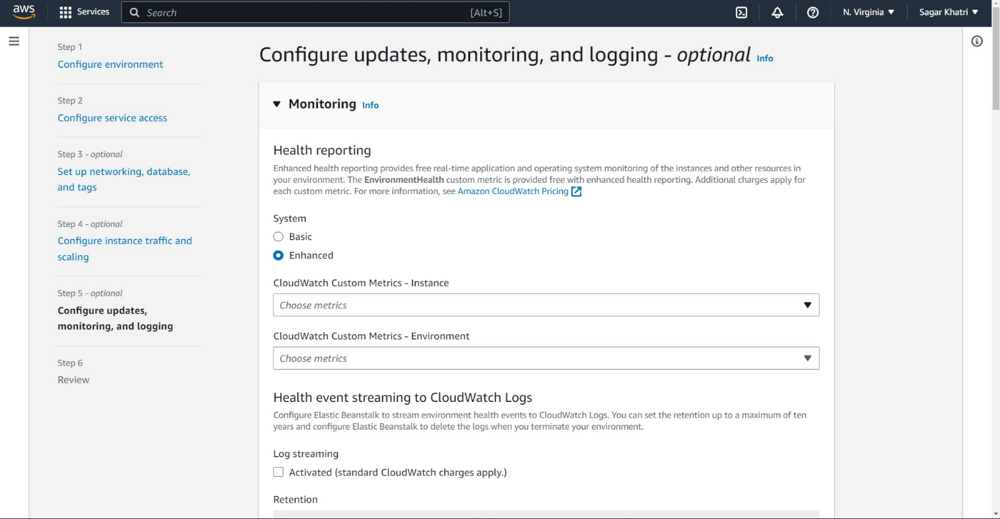 aws
Services
Search
[Alt+S]
N. Virginia
Sagar Khatri
Step 1
Configure environment
Step 2
Configure service access
Step 3 - optional
Set up networking, database,
and tags
Step 4 - optional
Configure instance traffic and
scaling
Step 5 - optional
Configure updates,
monitoring, and logging
Step 6
Review
Configure updates, monitoring, and logging - optional Info
Monitoring Info
Health reporting
Enhanced health reporting provides free real-time application and operating system monitoring of the instances and other resources in
your environment. The EnvironmentHealth custom metric is provided free with enhanced health reporting. Additional charges apply for
each custom metric. For more information, see Amazon CloudWatch Pricing
System
Basic
Enhanced
CloudWatch Custom Metrics - Instance
Choose metrics
CloudWatch Custom Metrics - Environment
Choose metrics
Health event streaming to CloudWatch Logs
Configure Elastic Beanstalk to stream environment health events to CloudWatch Logs. You can set the retention up to a maximum of ten
years and configure Elastic Beanstalk to delete the logs when you terminate your environment.
Log streaming
Activated (standard CloudWatch charges apply.)
Retention